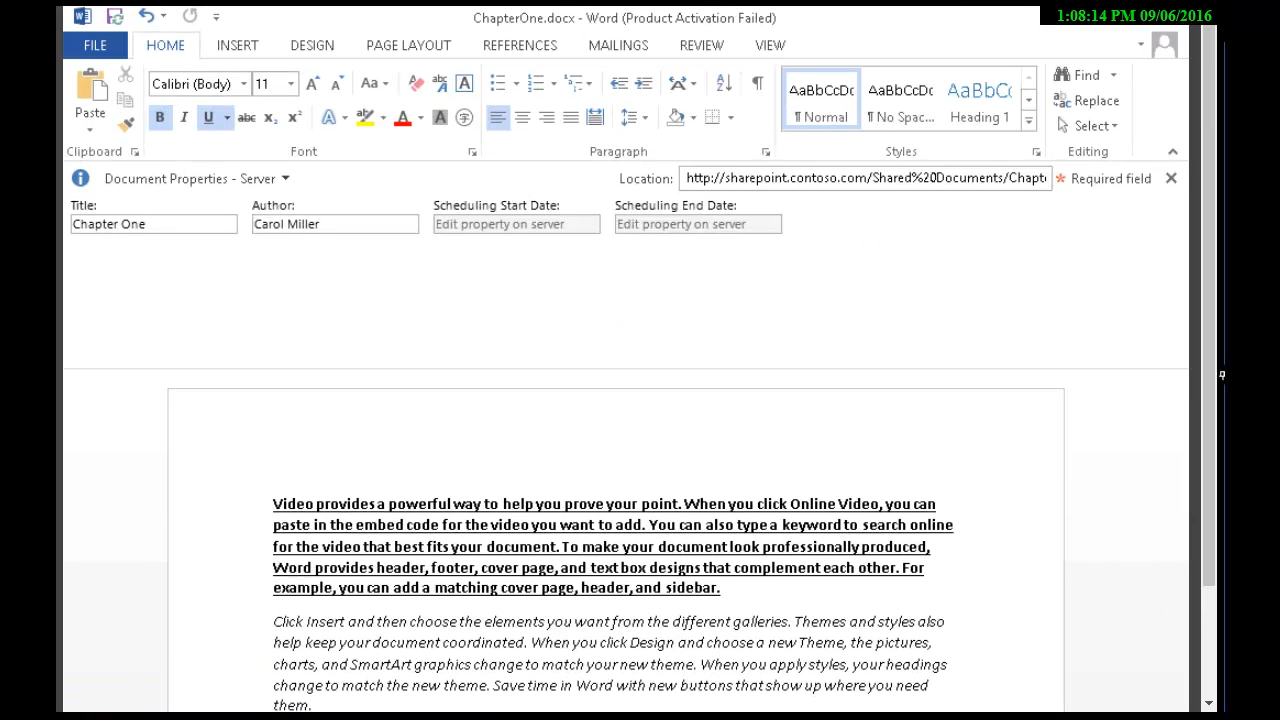 ChapterOne.docx - Word (Product Activation Failed)
1:08:14 PM 09/06/2016
FILE HOME INSERT DESIGN PAGE LAYOUT REFERENCES MAILINGS REVIEW VIEW
Paste
Calibri (Body) 11
AaBbCcDc AaBbCcDc AaBbCc
¶ Normal ¶ No Spac... Heading 1
Find
Replace
Select
Clipboard Font Paragraph Styles Editing
Document Properties - Server
Location: http://sharepoint.contoso.com/Shared%20Documents/Chapte
* Required field
Title: Author: Scheduling Start Date: Scheduling End Date:
Chapter One Carol Miller Edit property on server Edit property on server
Video provides a powerful way to help you prove your point. When you click Online Video, you can
paste in the embed code for the video you want to add. You can also type a keyword to search online
for the video that best fits your document. To make your document look professionally produced,
Word provides header, footer, cover page, and text box designs that complement each other. For
example, you can add a matching cover page, header, and sidebar.
Click Insert and then choose the elements you want from the different galleries. Themes and styles also
help keep your document coordinated. When you click Design and choose a new Theme, the pictures,
charts, and SmartArt graphics change to match your new theme. When you apply styles, your headings
change to match the new theme. Save time in Word with new buttons that show up where you need
them.